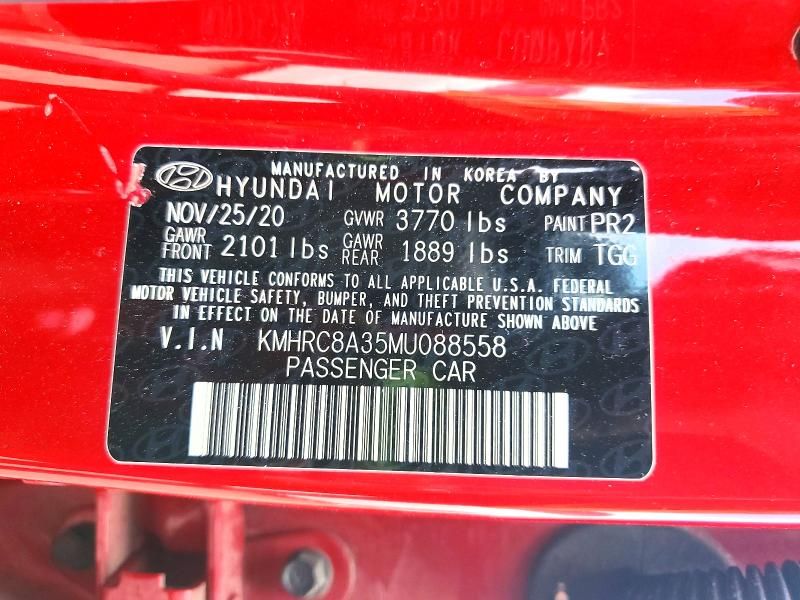 MANUFACTURED IN KOREA BY
HYUNDAI MOTOR COMPANY
NOV/25/20 GVWR 3770 lbs PAINT PR2
GAWR FRONT 2101 lbs GAWR REAR 1889 lbs TRIM TGG
THIS VEHICLE CONFORMS TO ALL APPLICABLE U.S.A. FEDERAL
MOTOR VEHICLE SAFETY, BUMPER, AND THEFT PREVENTION STANDARDS
IN EFFECT ON THE DATE OF MANUFACTURE SHOWN ABOVE
V.I.N KMHRC8A35MU088558
PASSENGER CAR